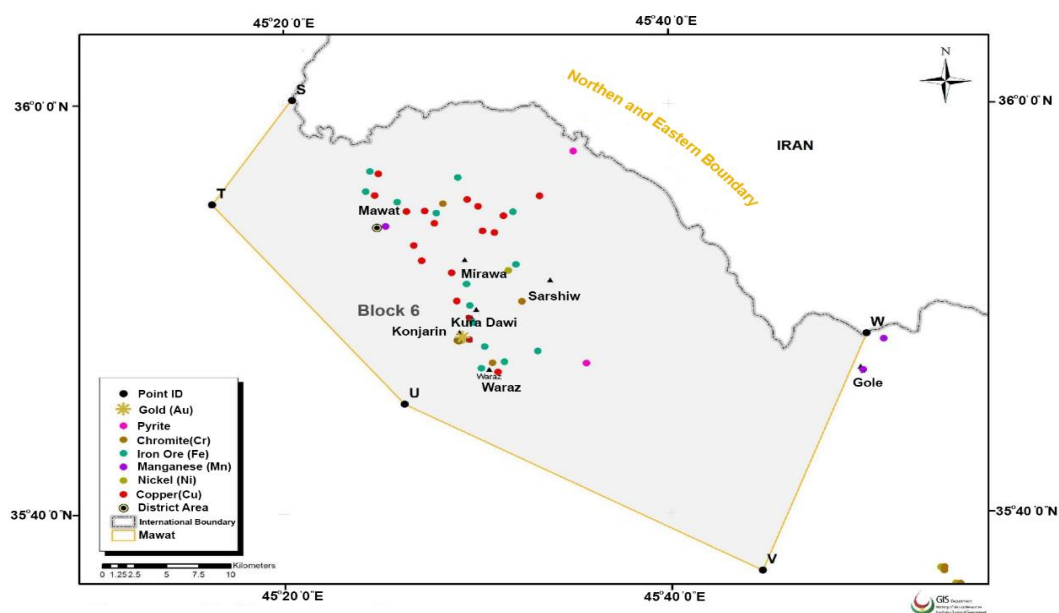 45°20'0"E
45°40'0"E
N
36°0'0"N
S
36°0'0"N
Northen and Eastern Boundary
IRAN
T
Mawat
Mirawa
Sarshiw
Block 6
Kura Dawi
Konjarin
W
Waraz
Waraz
Gole
U
Point ID
Gold (Au)
Pyrite
Chromite(Cr)
Iron Ore (Fe)
Manganese (Mn)
Nickel (Ni)
Copper(Cu)
District Area
International Boundary
Mawat
35°40'0"N
35°40'0"N
Kilometers
0 1.25 2.5 5 7.5 10
V
45°20'0"E
45°40'0"E
GIS Department